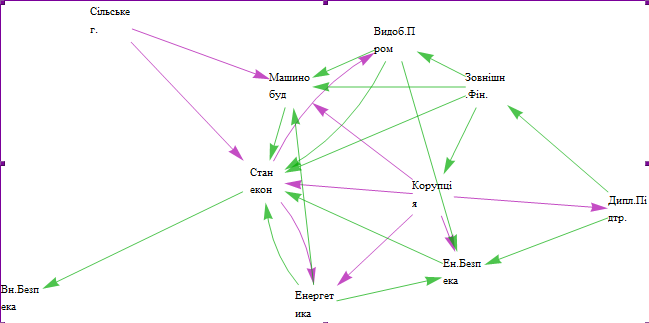 Сільське
г.
Видоб.П
ром
Машино
буд
Зовнішн
.Фін.
Стан
екон
Корупці
я
Дипл.Пі
дтр.
Ен.Безп
ека
Вн.Безп
ека
Енергет
ика